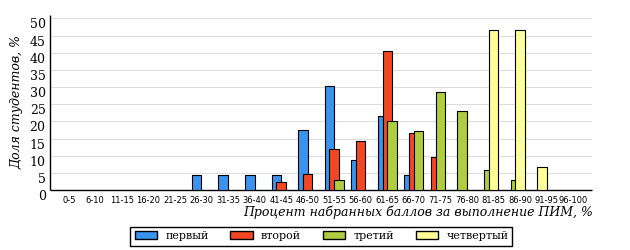 Доля студентов, %
50
45
40
35
30
25
20
15
10
5
0
0-5 6-10 11-15 16-20 21-25 26-30 31-35 36-40 41-45 46-50 51-55 56-60 61-65 66-70 71-75 76-80 81-85 86-90 91-95 96-100
Процент набранных баллов за выполнение ПИМ, %
первый второй третий четвертый